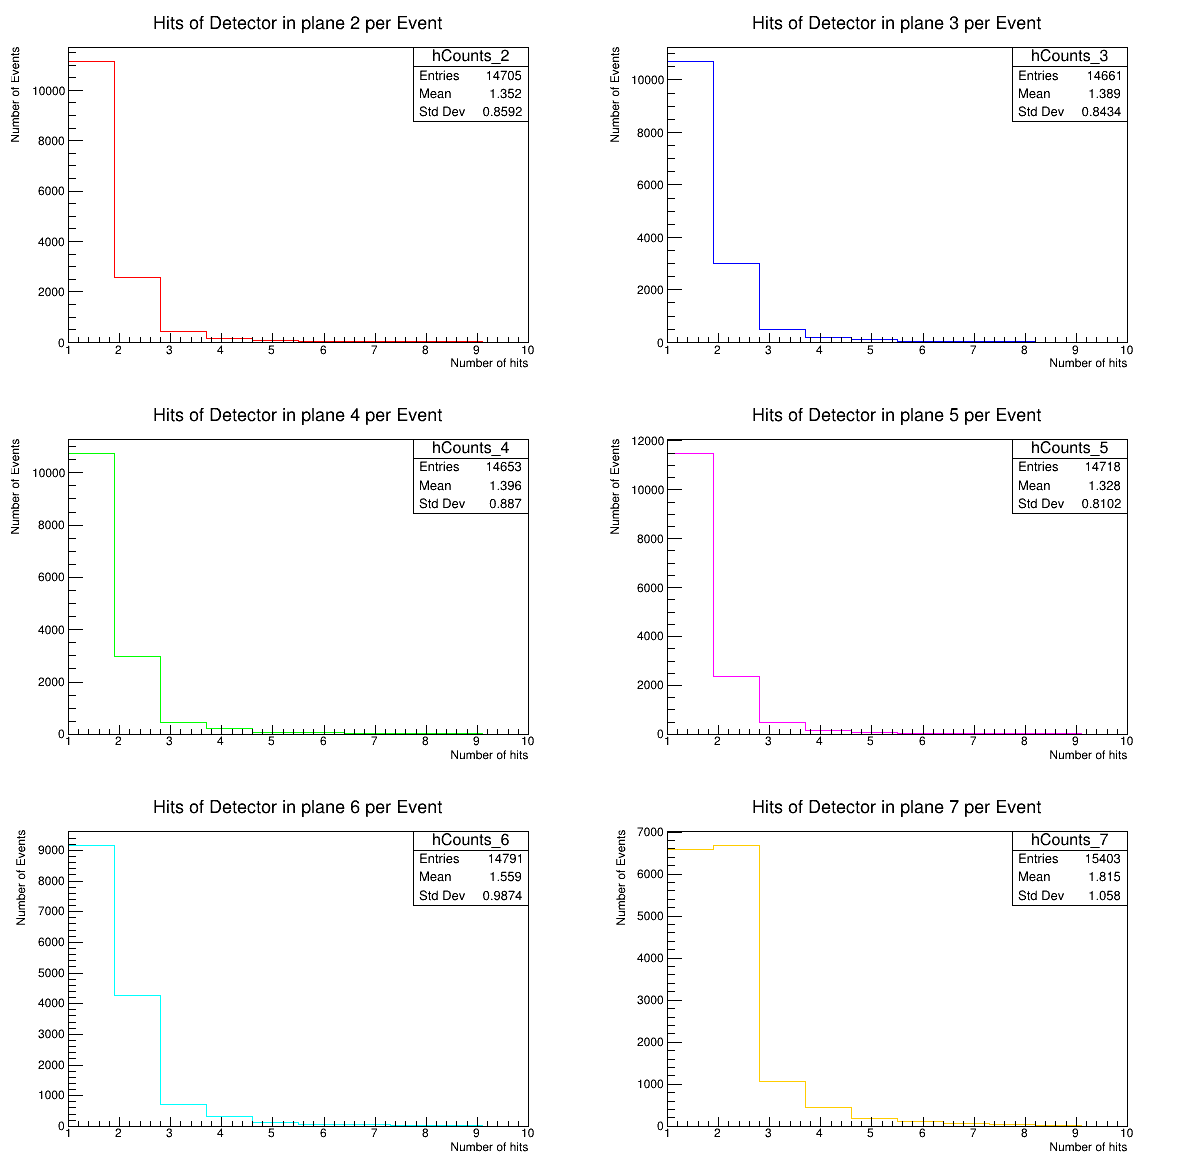 Hits of Detector in plane 2 per Event
Number of Events
hCounts_2
Entries 14705
Mean 1.352
Std Dev 0.8592
10000
8000
6000
4000
2000
0
1 2 3 4 5 6 7 8 9 10
Number of hits
Hits of Detector in plane 3 per Event
Number of Events
hCounts_3
Entries 14661
Mean 1.389
Std Dev 0.8434
10000
8000
6000
4000
2000
0
1 2 3 4 5 6 7 8 9 10
Number of hits
Hits of Detector in plane 4 per Event
Number of Events
hCounts_4
Entries 14653
Mean 1.396
Std Dev 0.887
10000
8000
6000
4000
2000
0
1 2 3 4 5 6 7 8 9 10
Number of hits
Hits of Detector in plane 5 per Event
Number of Events
hCounts_5
Entries 14718
Mean 1.328
Std Dev 0.8102
12000
10000
8000
6000
4000
2000
0
1 2 3 4 5 6 7 8 9 10
Number of hits
Hits of Detector in plane 6 per Event
Number of Events
hCounts_6
Entries 14791
Mean 1.559
Std Dev 0.9874
9000
8000
7000
6000
5000
4000
3000
2000
1000
0
1 2 3 4 5 6 7 8 9 10
Number of hits
Hits of Detector in plane 7 per Event
Number of Events
hCounts_7
Entries 15403
Mean 1.815
Std Dev 1.058
7000
6000
5000
4000
3000
2000
1000
0
1 2 3 4 5 6 7 8 9 10
Number of hits